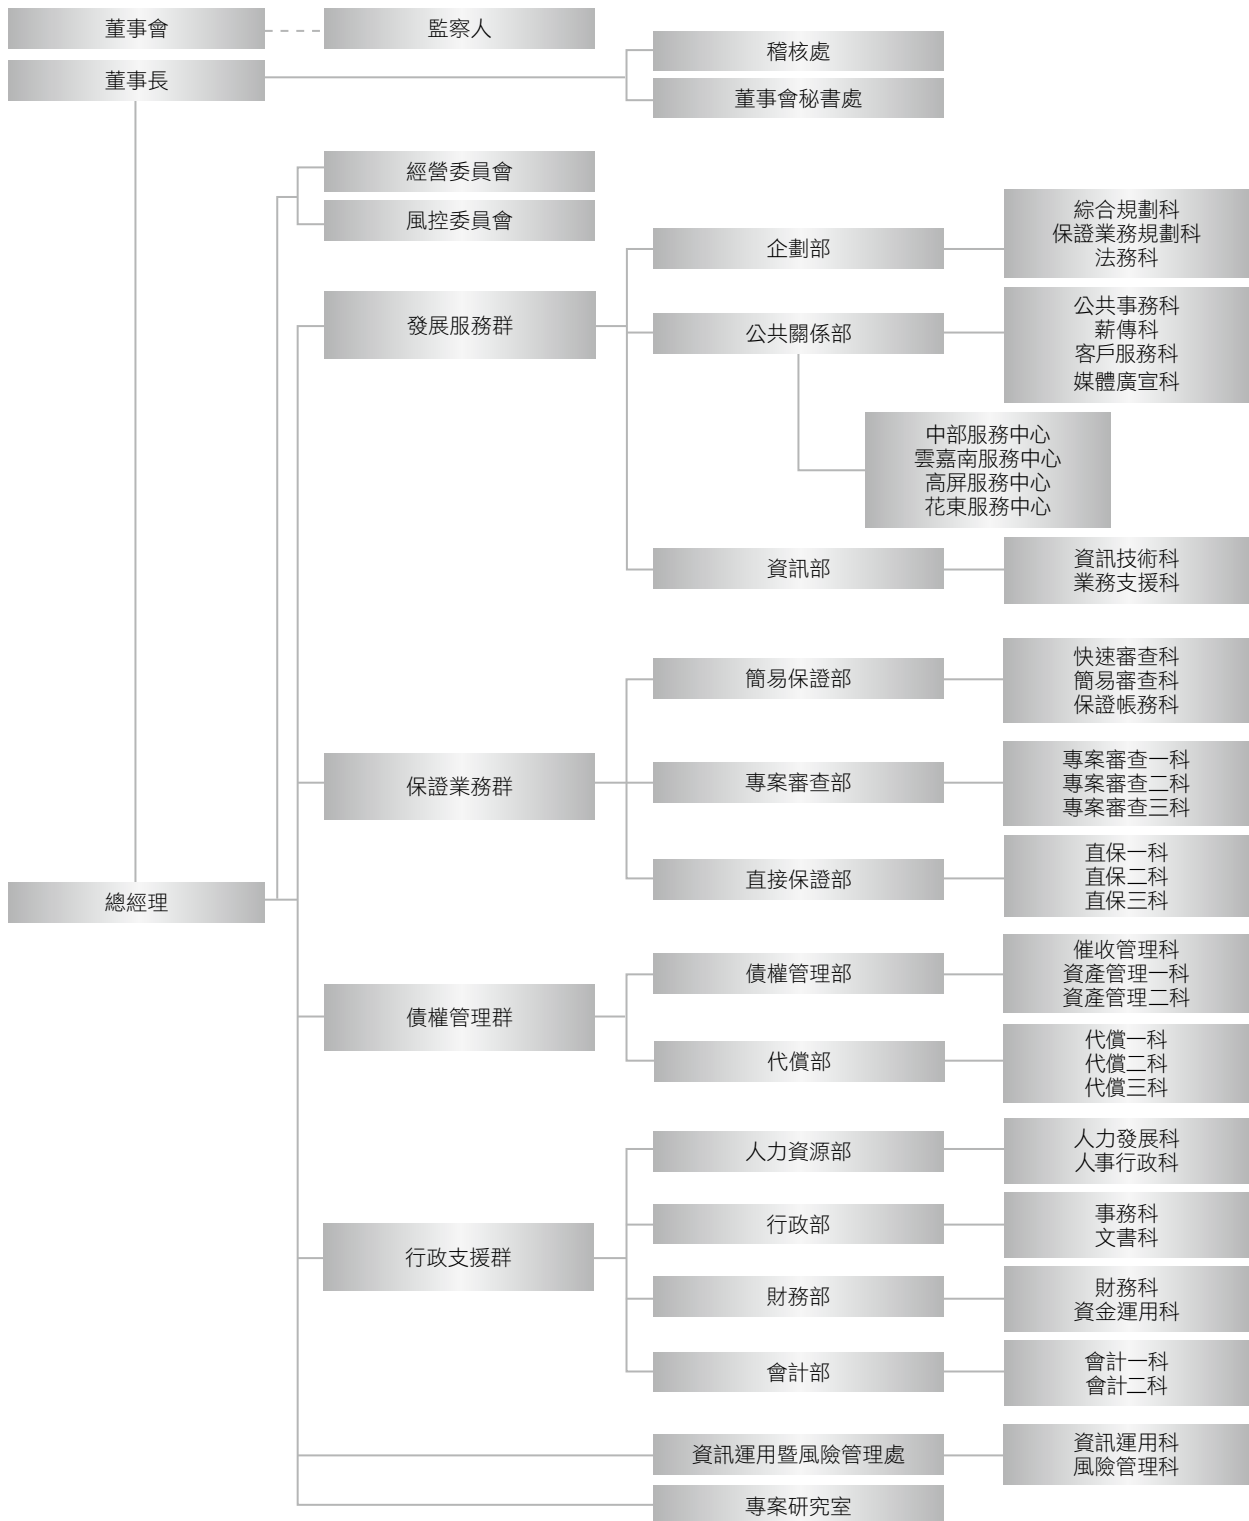 董事會
監察人
董事長
稽核處
董事會秘書處
經營委員會
風控委員會
發展服務群
企劃部
綜合規劃科
保證業務規劃科
法務科
公共關係部
公共事務科
薪傳科
客戶服務科
媒體廣宣科
中部服務中心
雲嘉南服務中心
高屏服務中心
花東服務中心
資訊部
資訊技術科
業務支援科
保證業務群
簡易保證部
快速審查科
簡易審查科
保證帳務科
專案審查部
專案審查一科
專案審查二科
專案審查三科
直接保證部
直保一科
直保二科
直保三科
總經理
債權管理群
債權管理部
催收管理科
資產管理一科
資產管理二科
代償部
代償一科
代償二科
代償三科
行政支援群
人力資源部
人力發展科
人事行政科
行政部
事務科
文書科
財務部
財務科
資金運用科
會計部
會計一科
會計二科
資訊運用暨風險管理處
資訊運用科
風險管理科
專案研究室